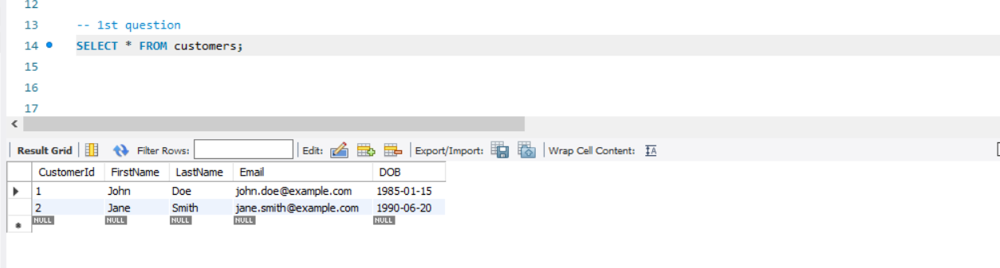 12
13 -- 1st question
14 SELECT * FROM customers;
15
16
17
Result Grid Filter Rows: Edit: Export/Import: Wrap Cell Content:
CustomerId FirstName LastName Email DOB
1 John Doe john.doe@example.com 1985-01-15
2 Jane Smith jane.smith@example.com 1990-06-20
NULL NULL NULL NULL NULL